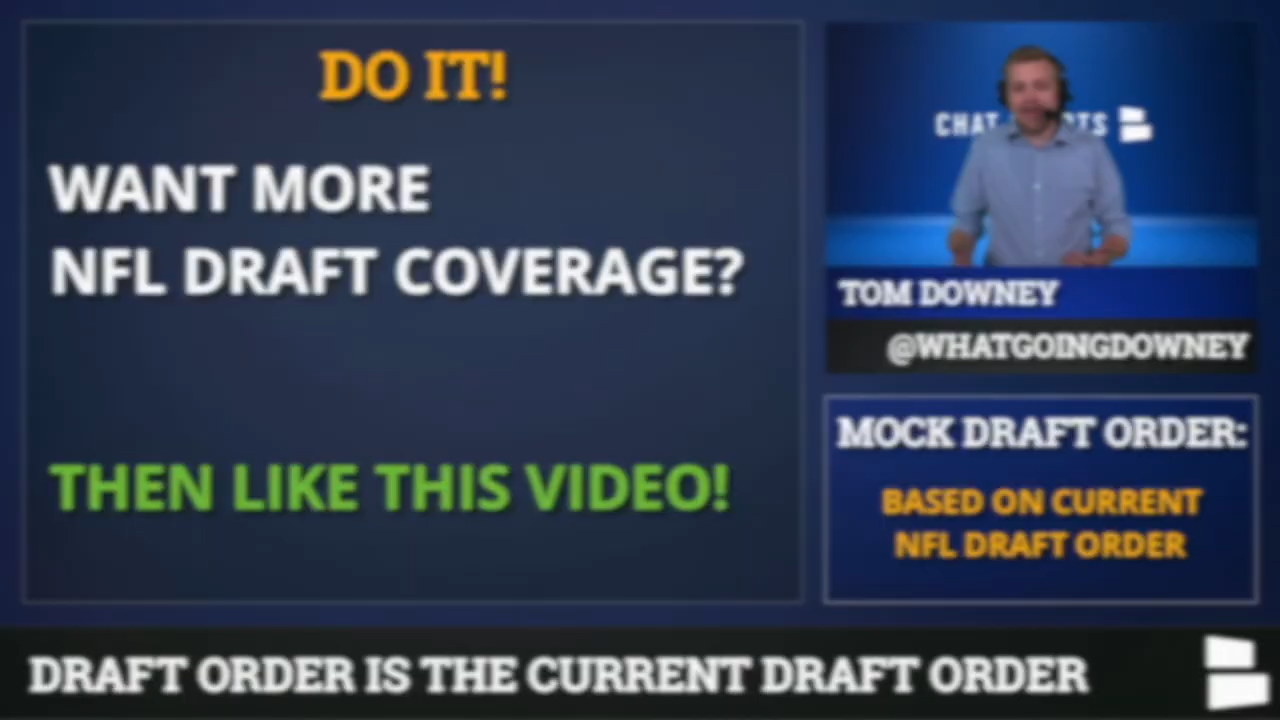 DO IT!
WANT MORE
NFL DRAFT COVERAGE?
THEN LIKE THIS VIDEO!
CHAT
TOM DOWNEY
@WHATGOINGDOWNEY
MOCK DRAFT ORDER:
BASED ON CURRENT
NFL DRAFT ORDER
DRAFT ORDER IS THE CURRENT DRAFT ORDER